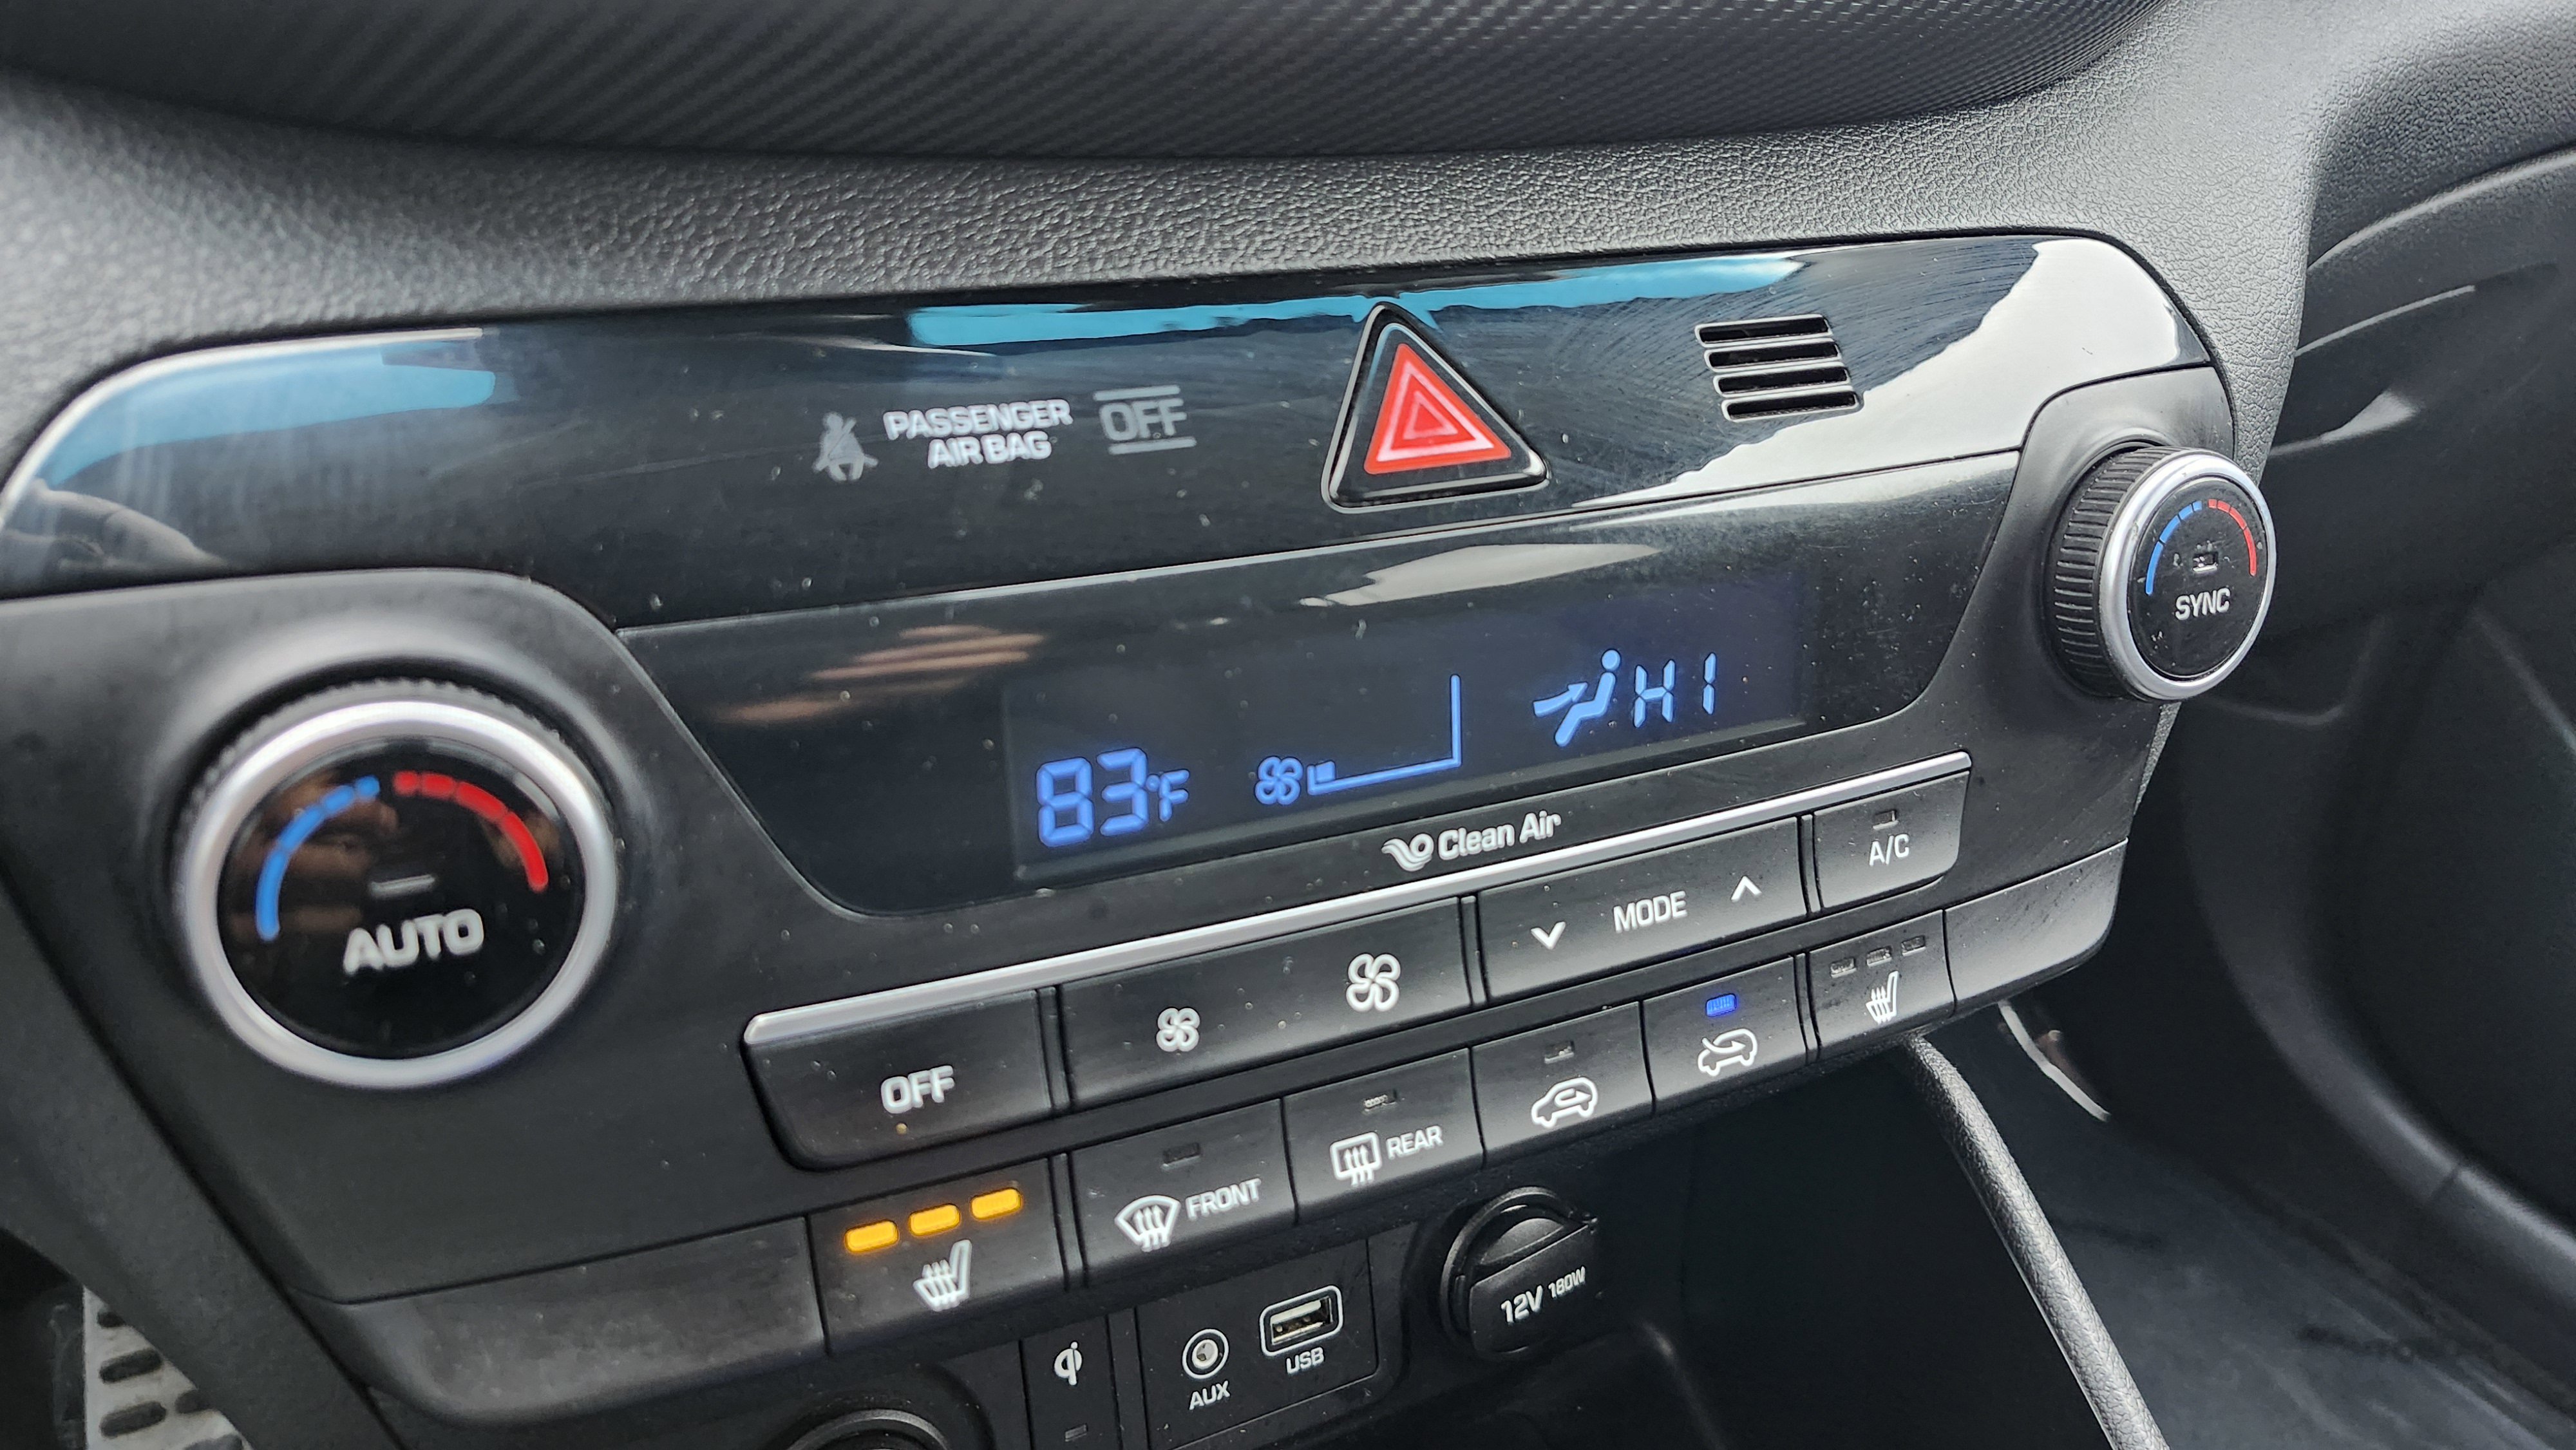 PASSENGER
AIR BAG
OFF
SYNC
83°F
HI
Clean Air
AUTO
A/C
MODE
OFF
REAR
FRONT
12V 180W
USB
AUX